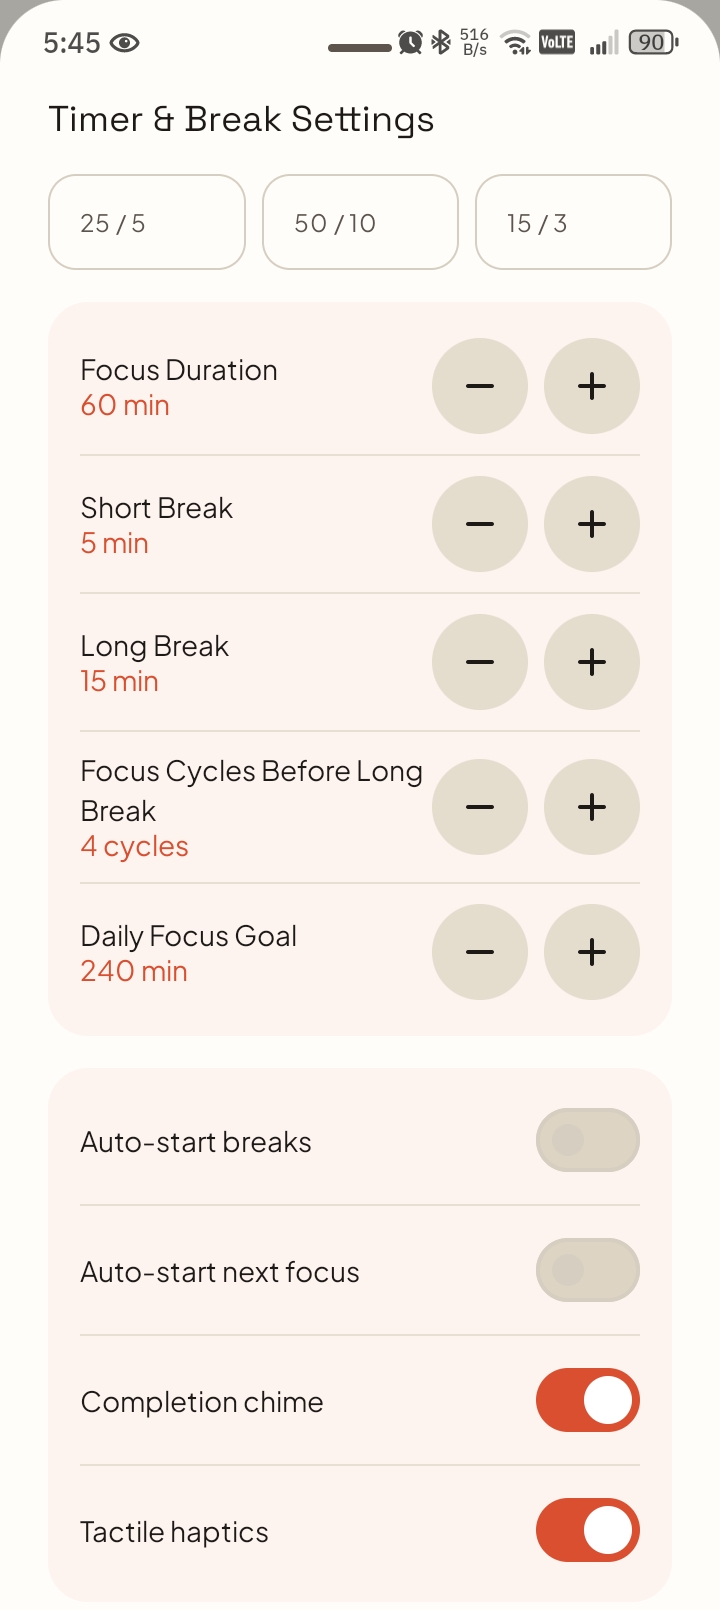 5:45
516 B/s
VoLTE
90
Timer & Break Settings
25 / 5
50 / 10
15 / 3
Focus Duration
60 min
Short Break
5 min
Long Break
15 min
Focus Cycles Before Long
Break
4 cycles
Daily Focus Goal
240 min
Auto-start breaks
Auto-start next focus
Completion chime
Tactile haptics